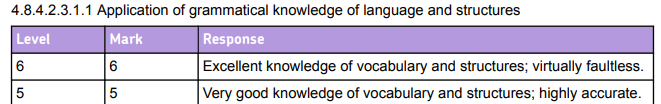 4.8.4.2.3.1.1 Application of grammatical knowledge of language and structures
Level Mark Response
6 6 Excellent knowledge of vocabulary and structures; virtually faultless.
5 5 Very good knowledge of vocabulary and structures; highly accurate.